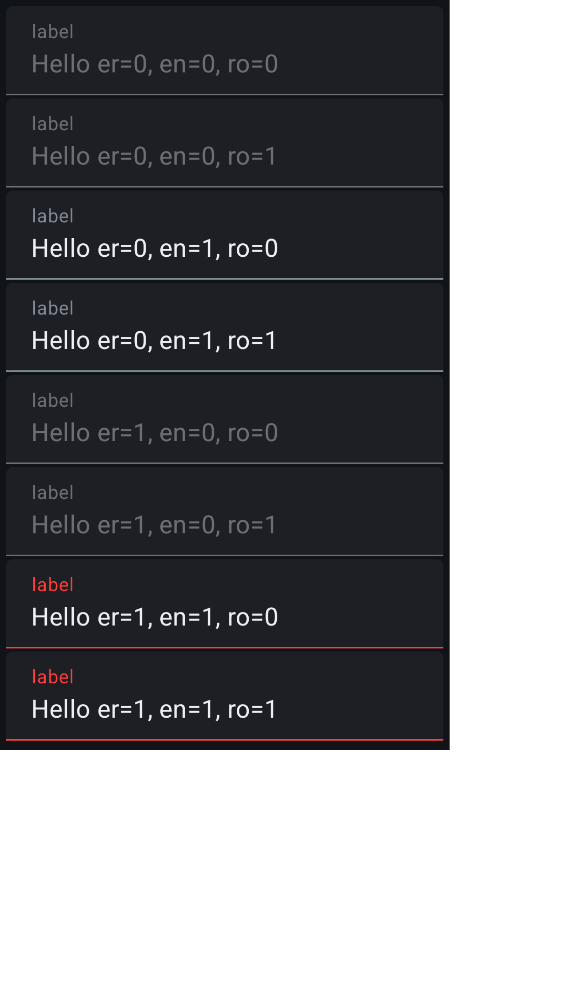 label
Hello er=0, en=0, ro=0
label
Hello er=0, en=0, ro=1
label
Hello er=0, en=1, ro=0
label
Hello er=0, en=1, ro=1
label
Hello er=1, en=0, ro=0
label
Hello er=1, en=0, ro=1
label
Hello er=1, en=1, ro=0
label
Hello er=1, en=1, ro=1